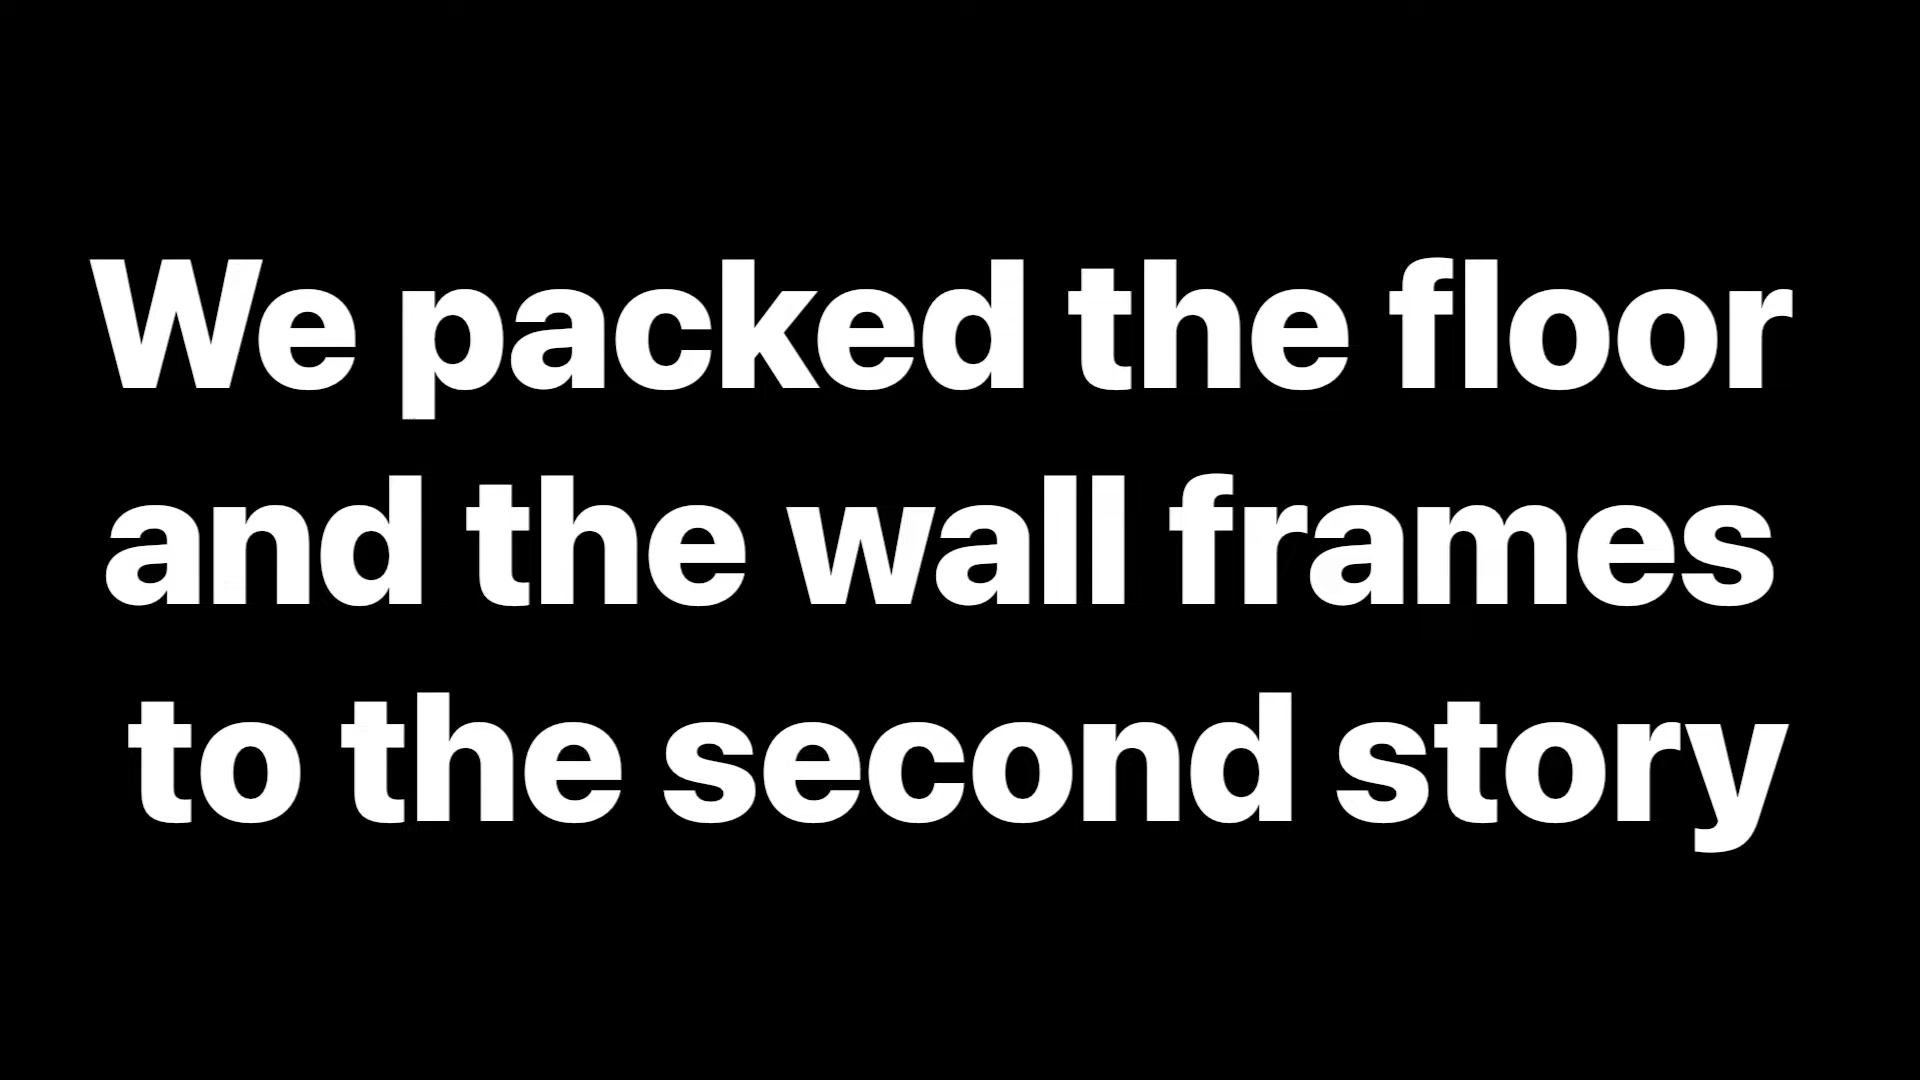 We packed the floor
and the wall frames
to the second story